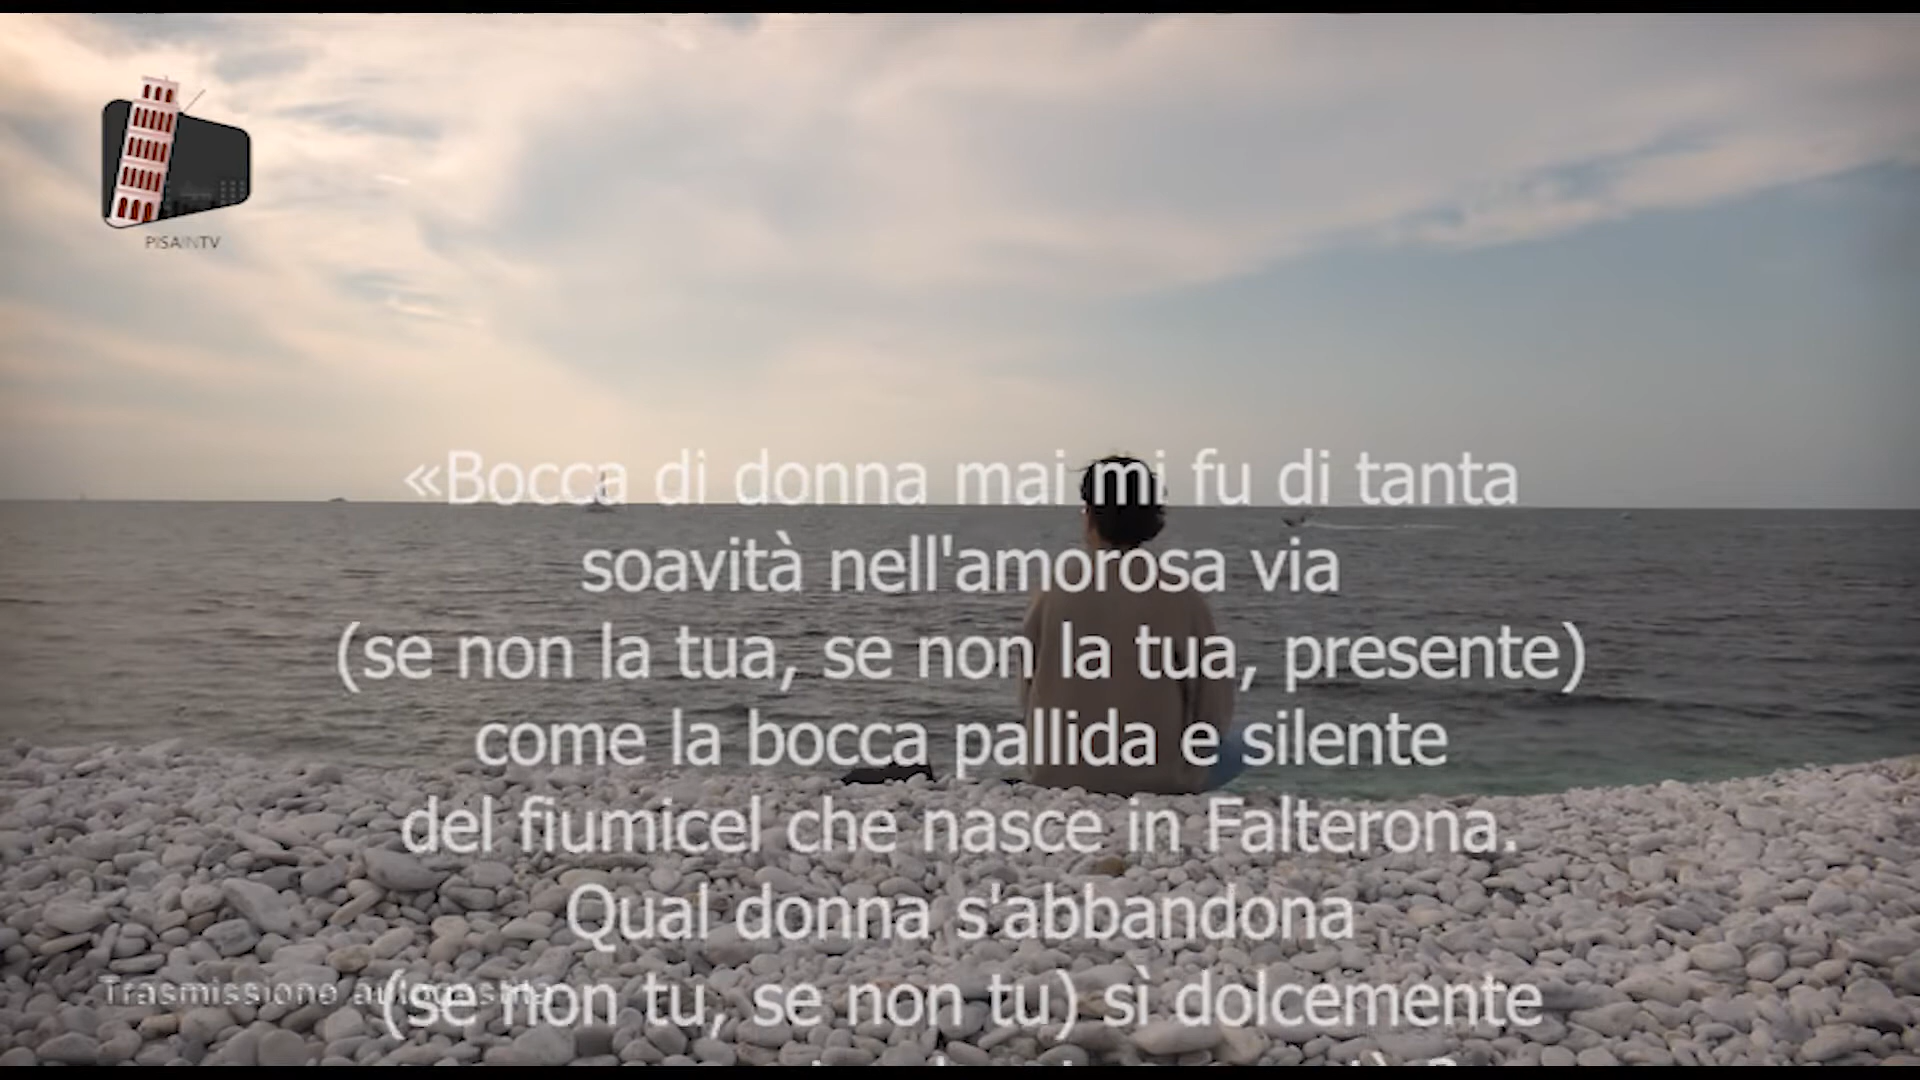 PISAINTV
«Bocca di donna mai mi fu di tanta
soavità nell'amorosa via
(se non la tua, se non la tua, presente)
come la bocca pallida e silente
del fiumicel che nasce in Falterona.
Qual donna s'abbandona
(se non tu, se non tu) sì dolcemente
Trasmissione